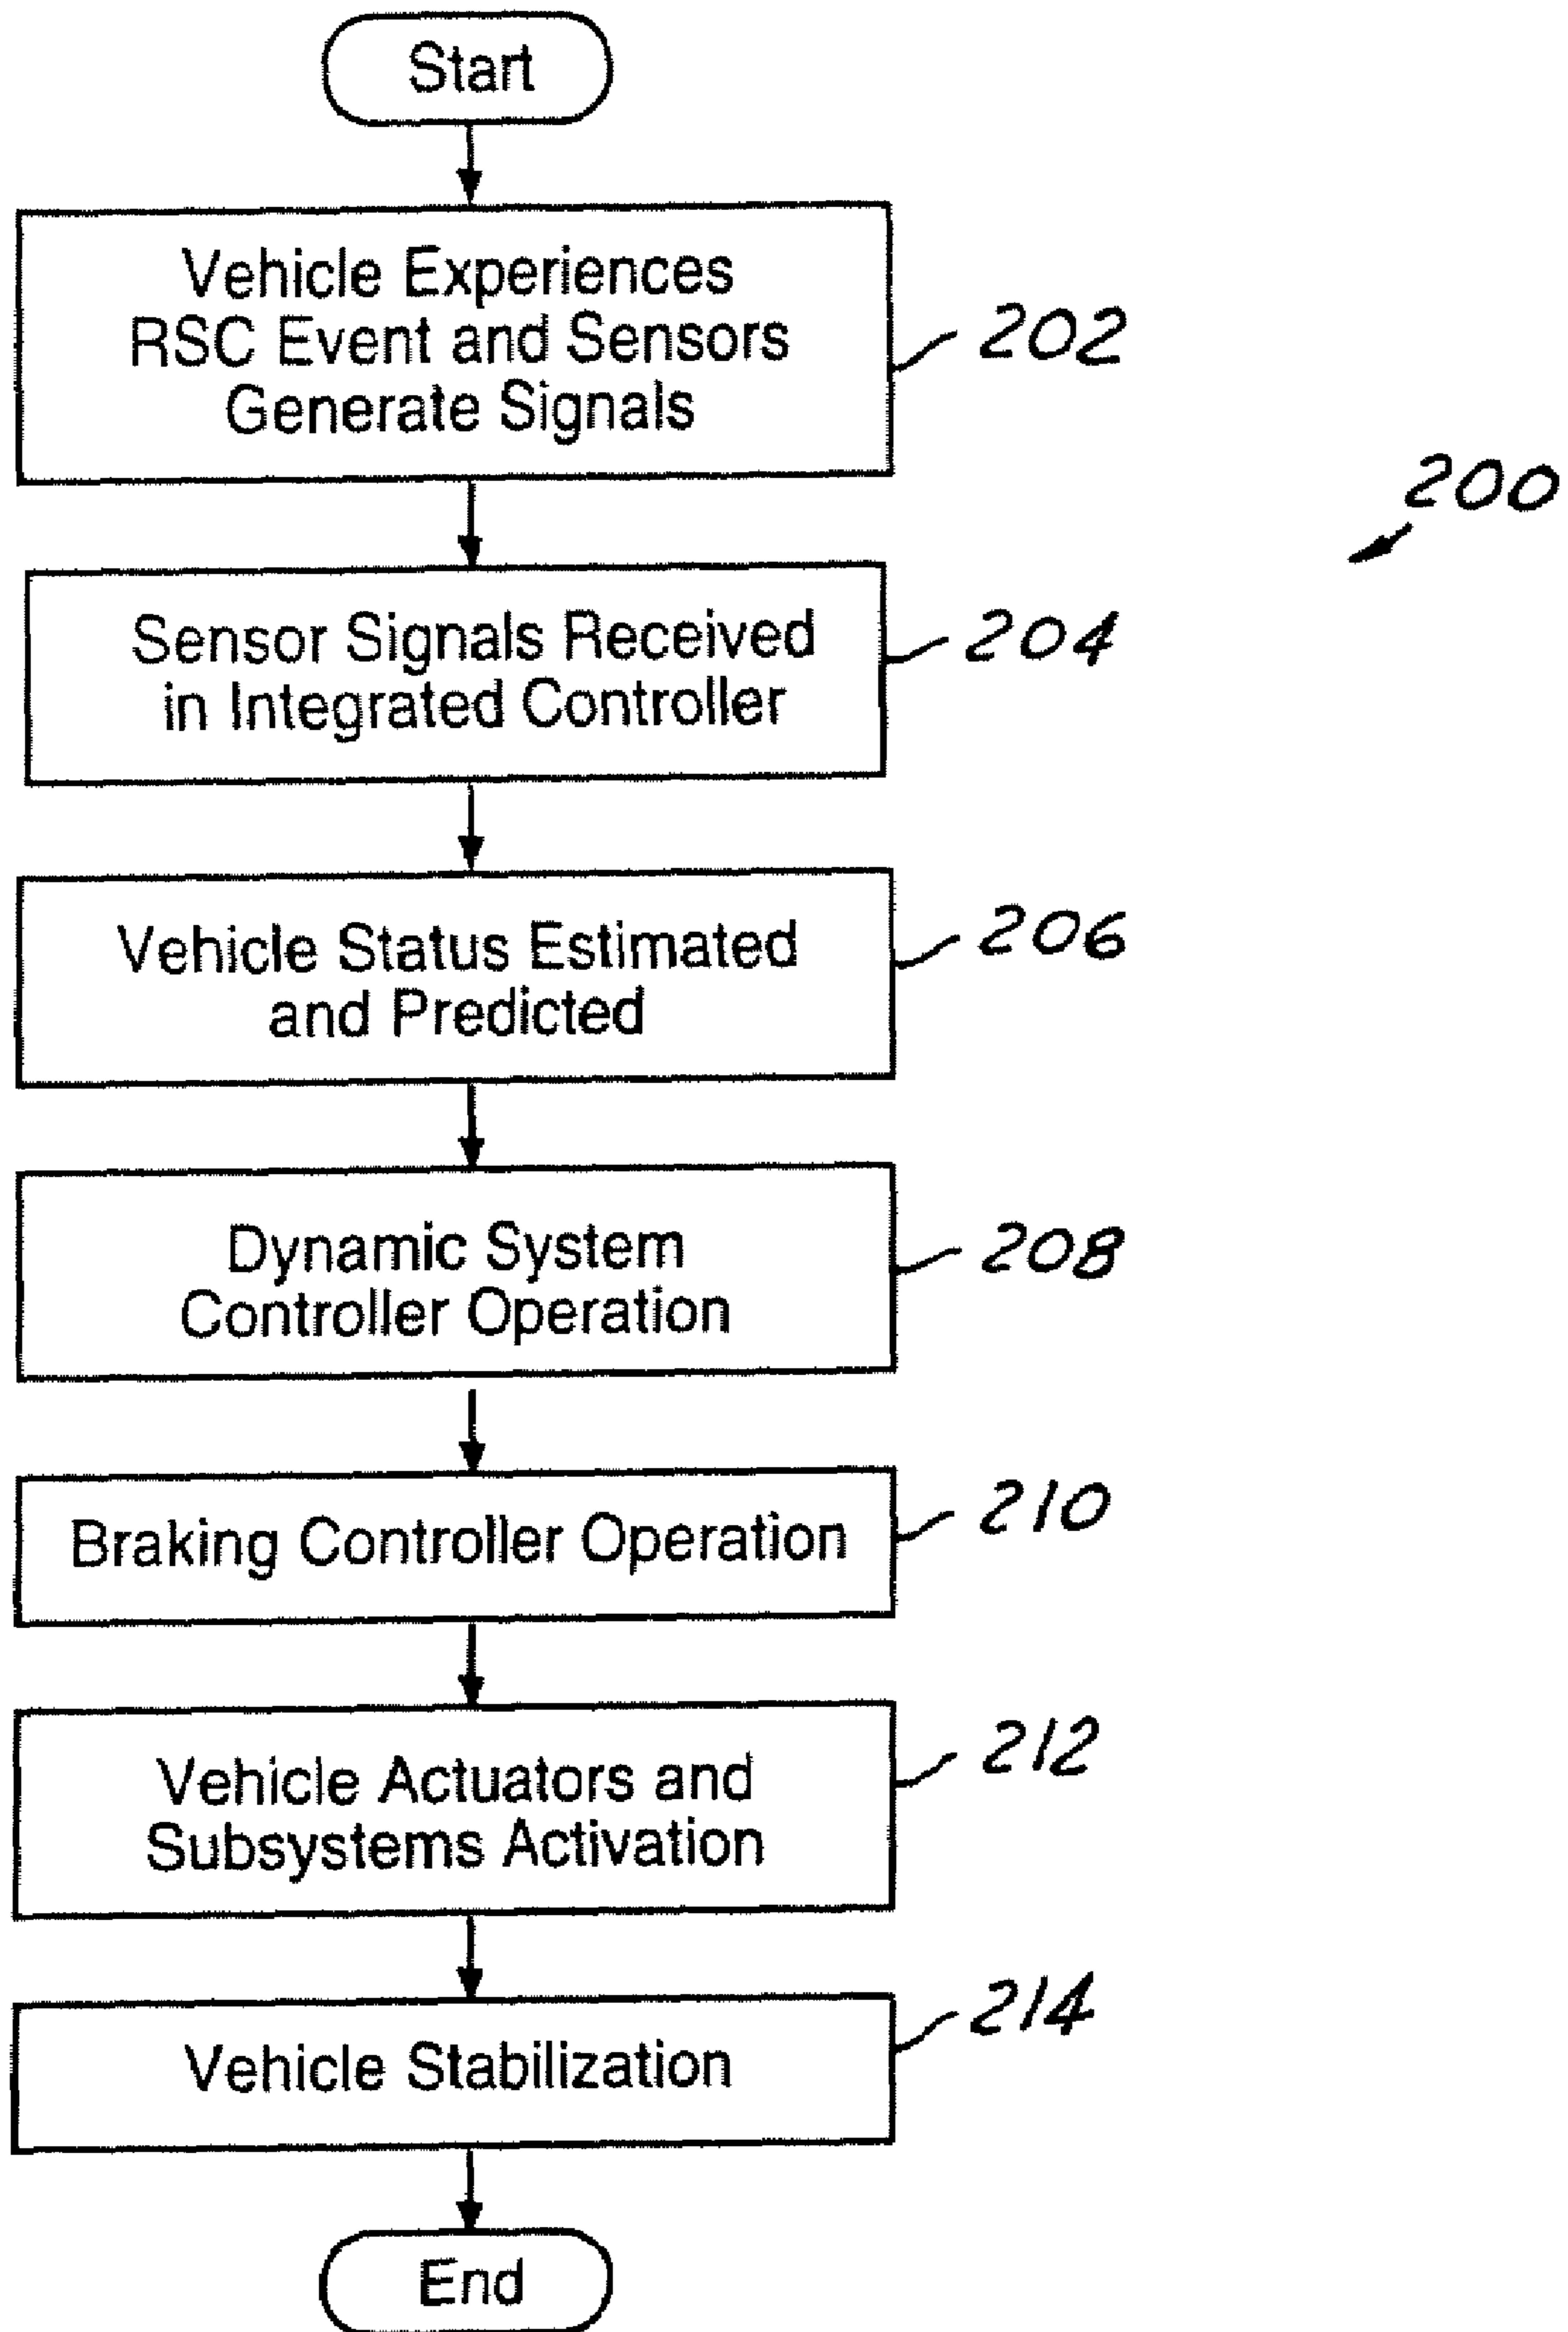 Start
Vehicle Experiences
RSC Event and Sensors
Generate Signals
202
200
Sensor Signals Received
in Integrated Controller
204
Vehicle Status Estimated
and Predicted
206
Dynamic System
Controller Operation
208
Braking Controller Operation
210
Vehicle Actuators and
Subsystems Activation
212
Vehicle Stabilization
214
End